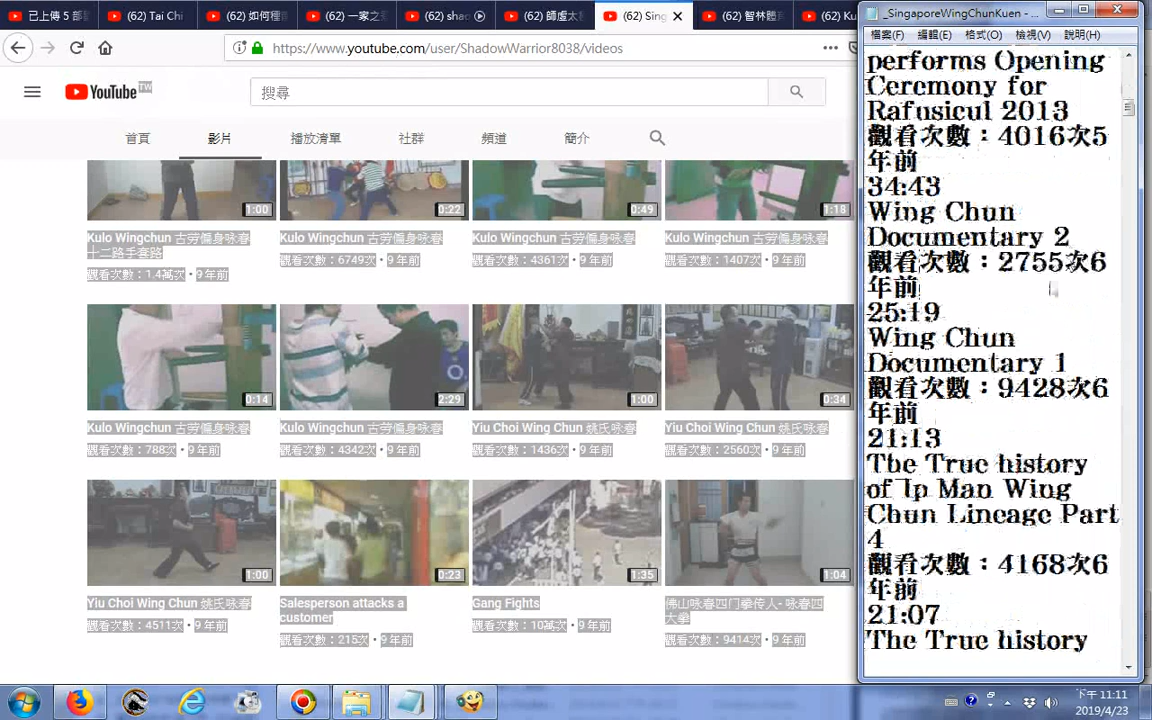 (62) 已上傳 5 部影
(62) Tai Chi
(62) 如何種
(62) 一家之
(62) shao
(62) 師虛太
(62) Sing
(62) 智林體育
(62) Ku
https://www.youtube.com/user/ShadowWarrior8038/videos
YouTube TW
搜尋
首頁
影片
播放清單
社群
頻道
簡介
1:00
0:22
0:49
1:18
Kulo Wingchun 古劳偏身咏春
十二路手套路
觀看次數：1.4萬次 • 9 年前
Kulo Wingchun 古劳偏身咏春
觀看次數：6749次 • 9 年前
Kulo Wingchun 古劳偏身咏春
觀看次數：4361次 • 9 年前
Kulo Wingchun 古劳偏身咏春
觀看次數：1407次 • 9 年前
0:14
2:29
1:00
0:34
Kulo Wingchun 古劳偏身咏春
觀看次數：788次 • 9 年前
Kulo Wingchun 古劳偏身咏春
觀看次數：4342次 • 9 年前
Yiu Choi Wing Chun 姚氏咏春
觀看次數：1436次 • 9 年前
Yiu Choi Wing Chun 姚氏咏春
觀看次數：2560次 • 9 年前
1:00
0:23
1:35
1:04
Yiu Choi Wing Chun 姚氏咏春
觀看次數：4511次 • 9 年前
Salesperson attacks a
customer
觀看次數：215次 • 9 年前
Gang Fights
觀看次數：10萬次 • 9 年前
佛山咏春四门拳传人- 咏春四
大拳
觀看次數：9414次 • 9 年前
_SingaporeWingChunKuen - ...
檔案(F)
編輯(E)
格式(O)
檢視(V)
說明(H)
performs Opening
Ceremony for
Rafusicul 2013
觀看次數：4016次5
年前
34:43
Wing Chun
Documentary 2
觀看次數：2755次6
年前
25:19
Wing Chun
Documentary 1
觀看次數：9428次6
年前
21:13
The True history
of Ip Man Wing
Chun Lineage Part
4
觀看次數：4168次6
年前
21:07
The True history
下午 11:11
2019/4/23